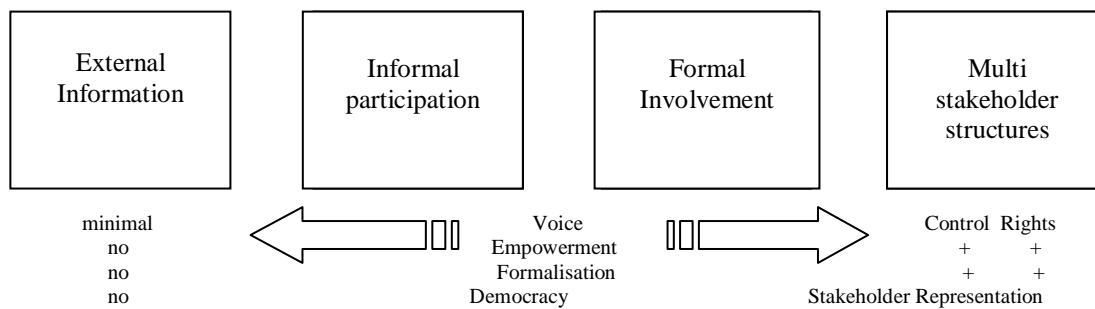 External
Information
Informal
participation
Formal
Involvement
Multi
stakeholder
structures
minimal Voice Control Rights
no Empowerment + +
no Formalisation + +
no Democracy Stakeholder Representation